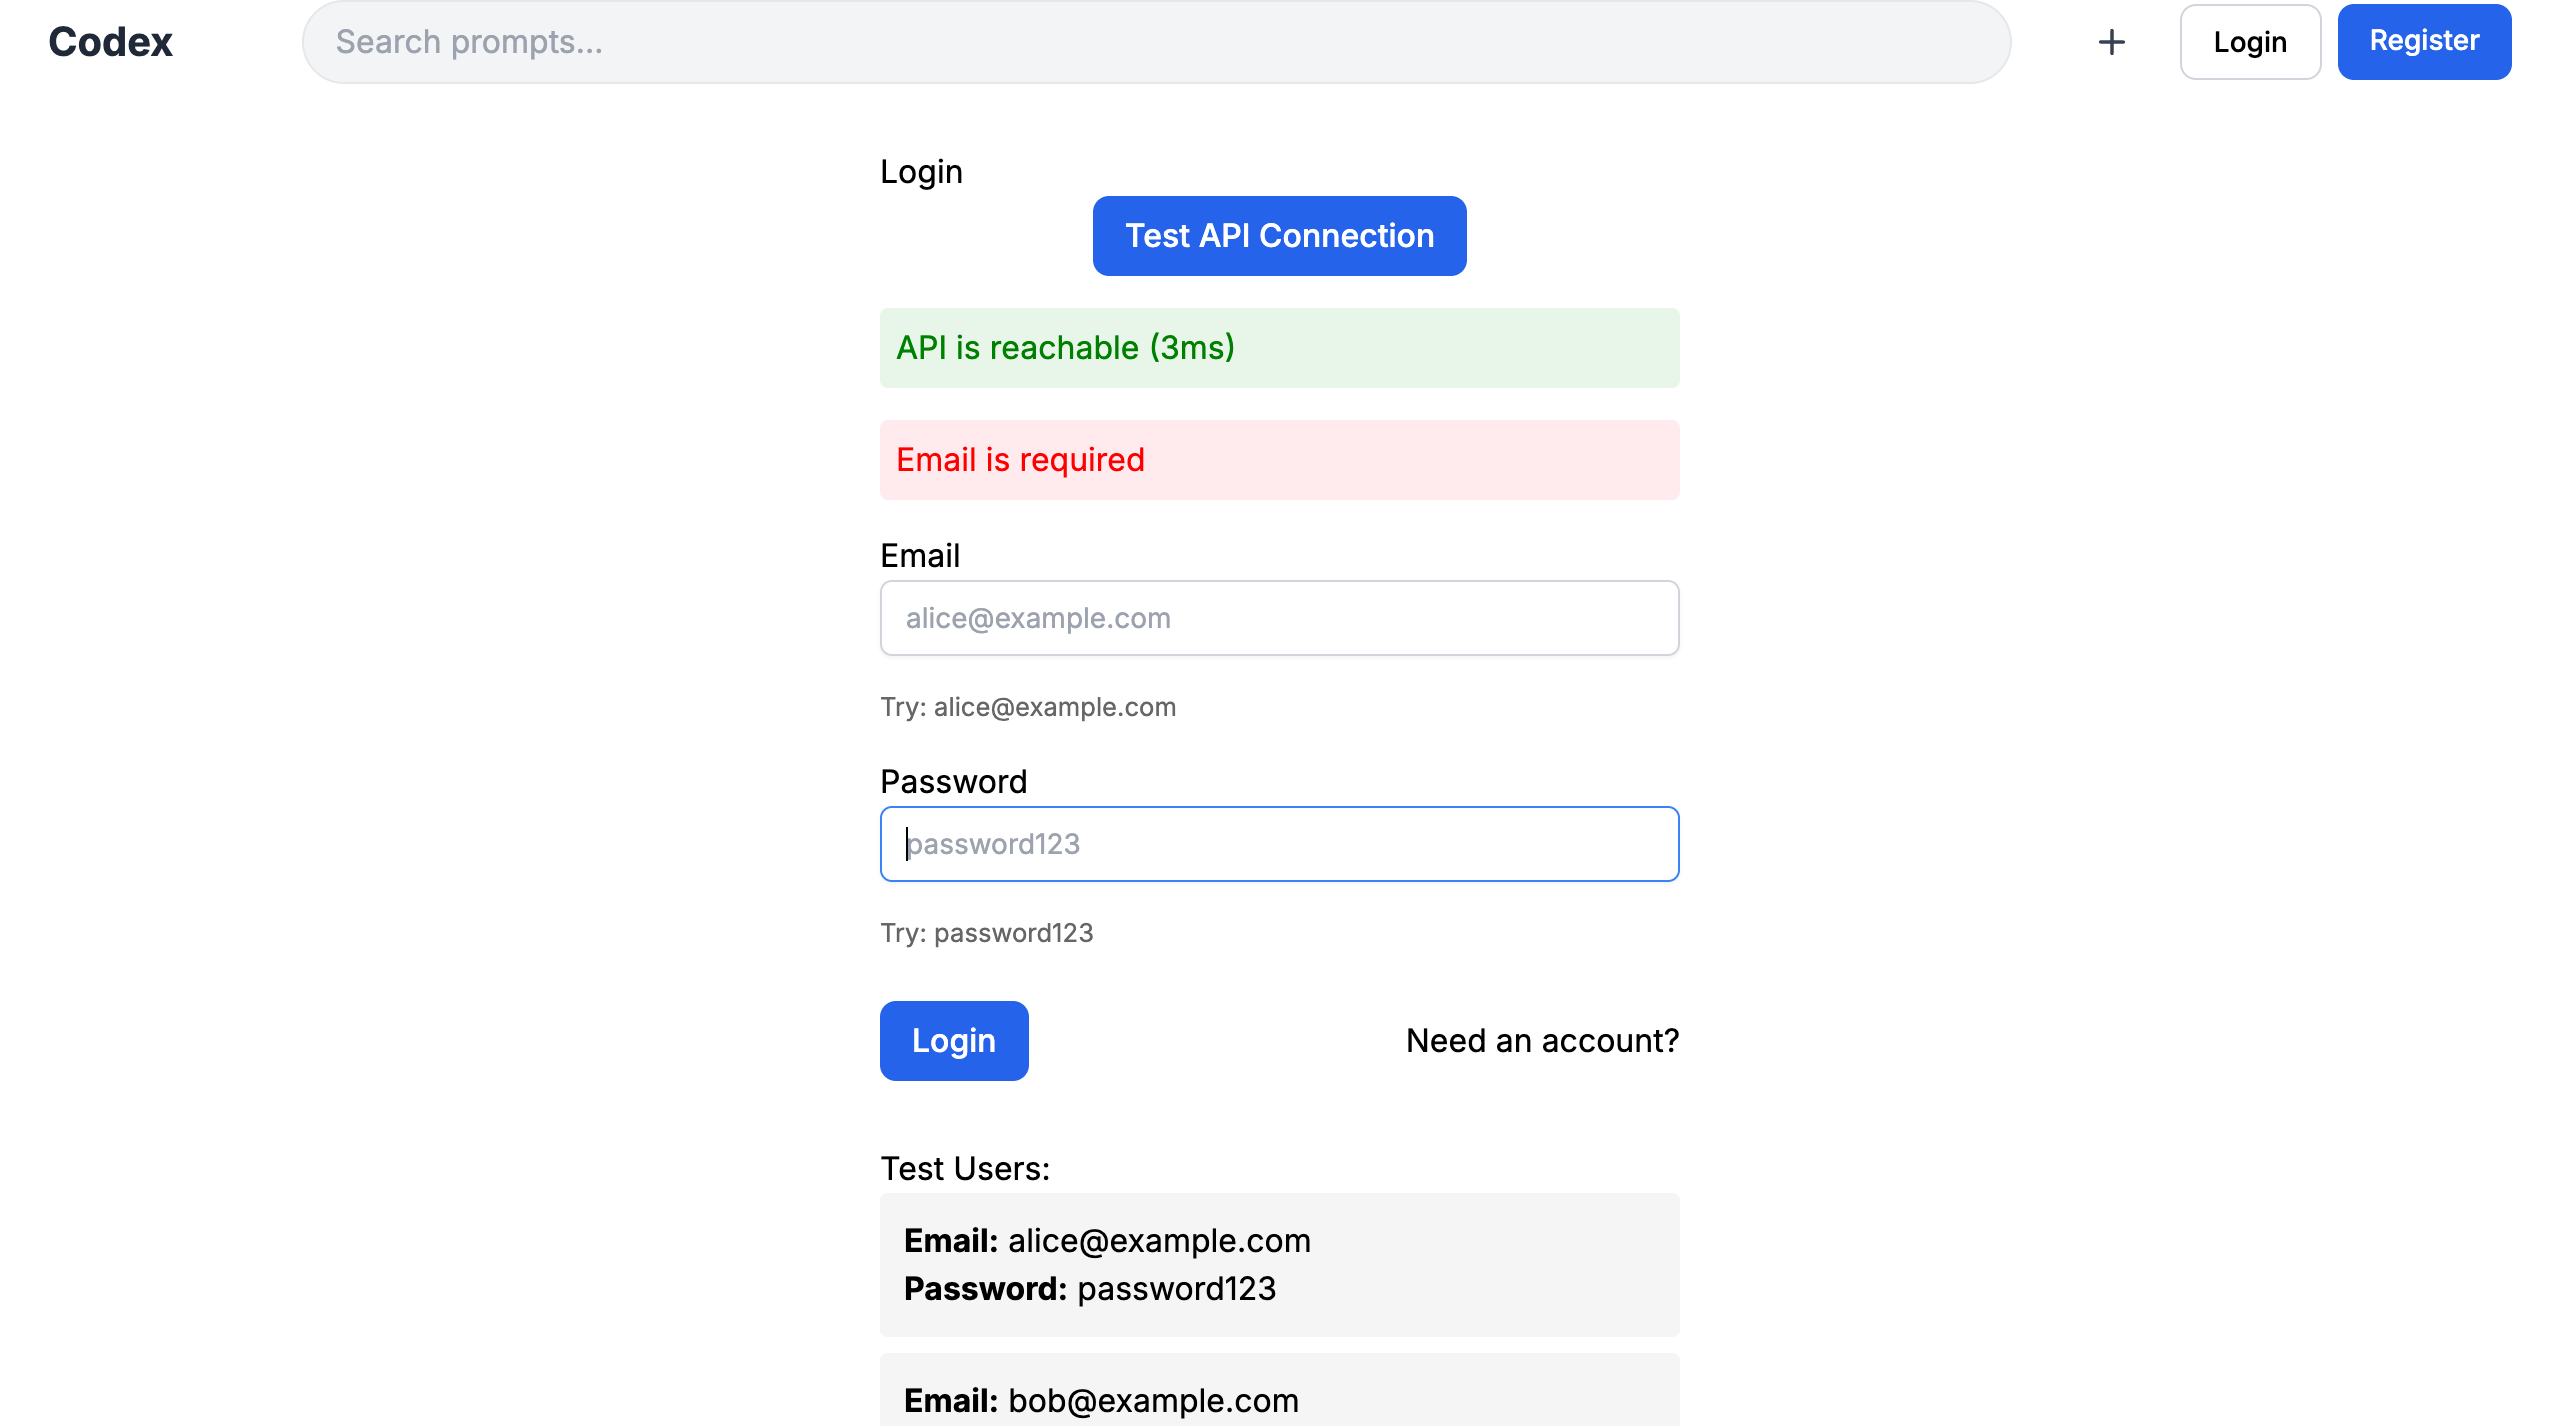 Codex
Search prompts...
+
Login
Register
Login
Test API Connection
API is reachable (3ms)
Email is required
Email
alice@example.com
Try: alice@example.com
Password
password123
Try: password123
Login
Need an account?
Test Users:
Email: alice@example.com
Password: password123
Email: bob@example.com